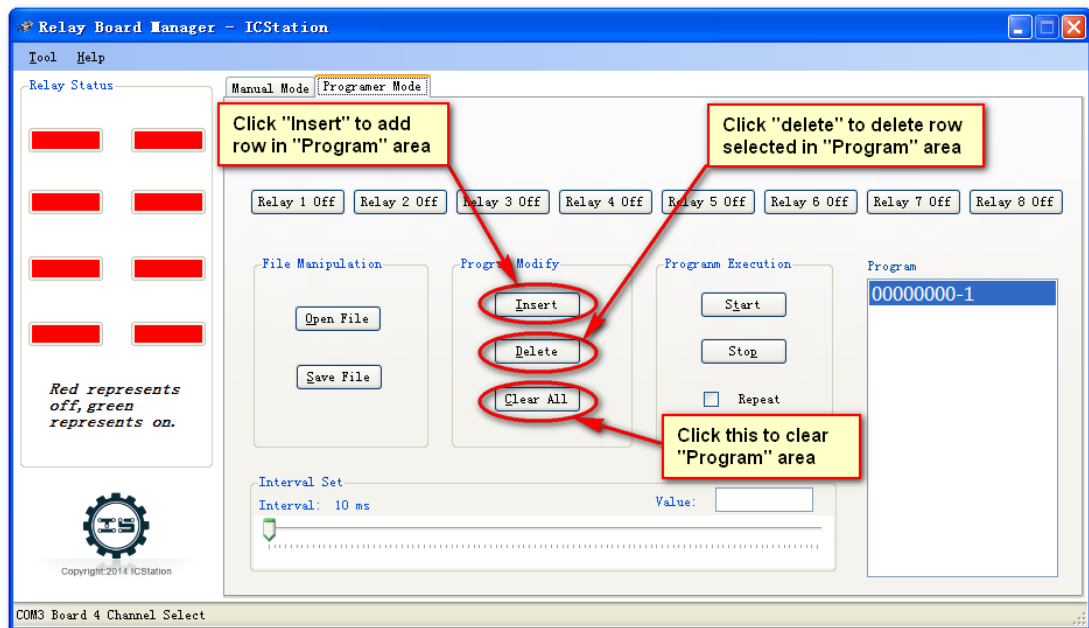 Relay Board Manager - ICStation
Tool Help
Relay Status
Manual Mode Programer Mode
Click "Insert" to add
row in "Program" area
Click "delete" to delete row
selected in "Program" area
Relay 1 Off Relay 2 Off Relay 3 Off Relay 4 Off Relay 5 Off Relay 6 Off Relay 7 Off Relay 8 Off
File Manipulation
Open File
Save File
Program Modify
Insert
Delete
Clear All
Programm Execution
Start
Stop
Repeat
Click this to clear
"Program" area
Program
00000000-1
Red represents
off, green
represents on.
Interval Set
Interval: 10 ms
Value:
IS
Copyright:2014 ICStation
COM3 Board 4 Channel Select